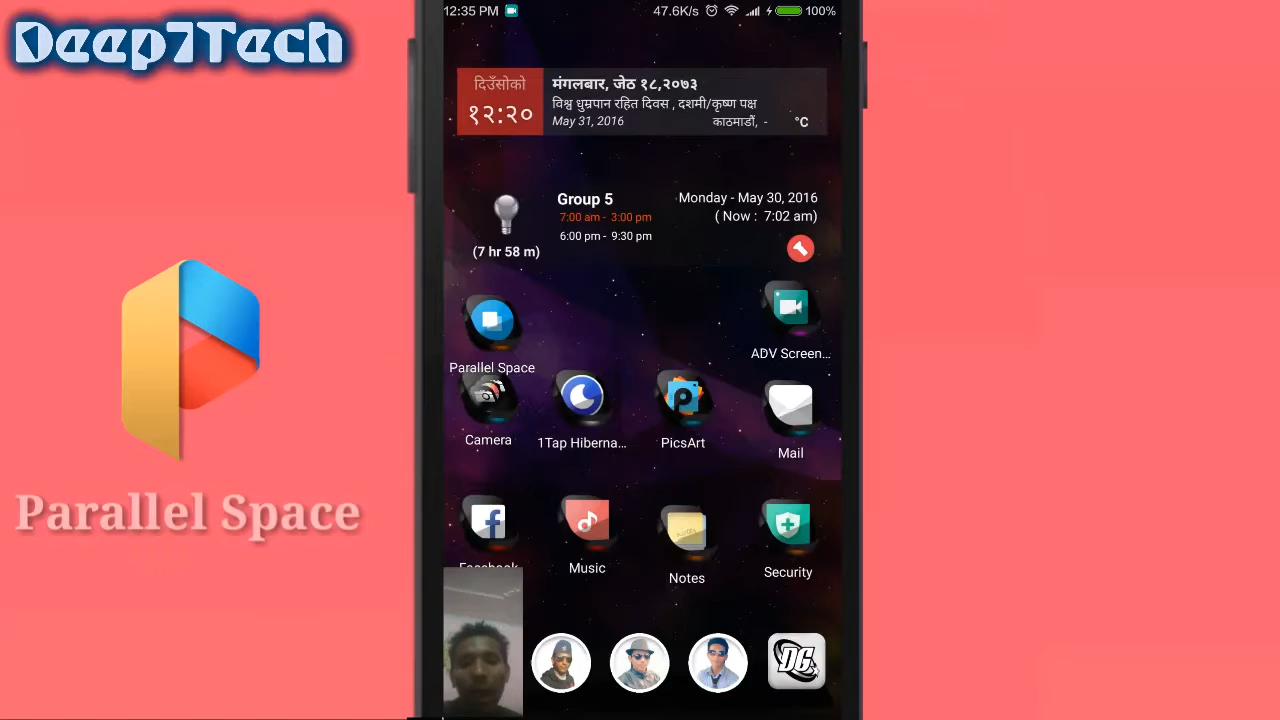 Deep7Tech
12:35 PM 47.6K/s 100%
दिउँसोको
१२:२०
मंगलबार, जेठ १८,२०७३
विश्व धुम्रपान रहित दिवस , दशमी/कृष्ण पक्ष
May 31, 2016 काठमाडौं, - °C
Group 5
7:00 am - 3:00 pm
6:00 pm - 9:30 pm
(7 hr 58 m)
Monday - May 30, 2016
( Now : 7:02 am)
Parallel Space
ADV Screen...
Camera
1Tap Hiberna...
PicsArt
Mail
Facebook
Music
Notes
Security
DG
Parallel Space